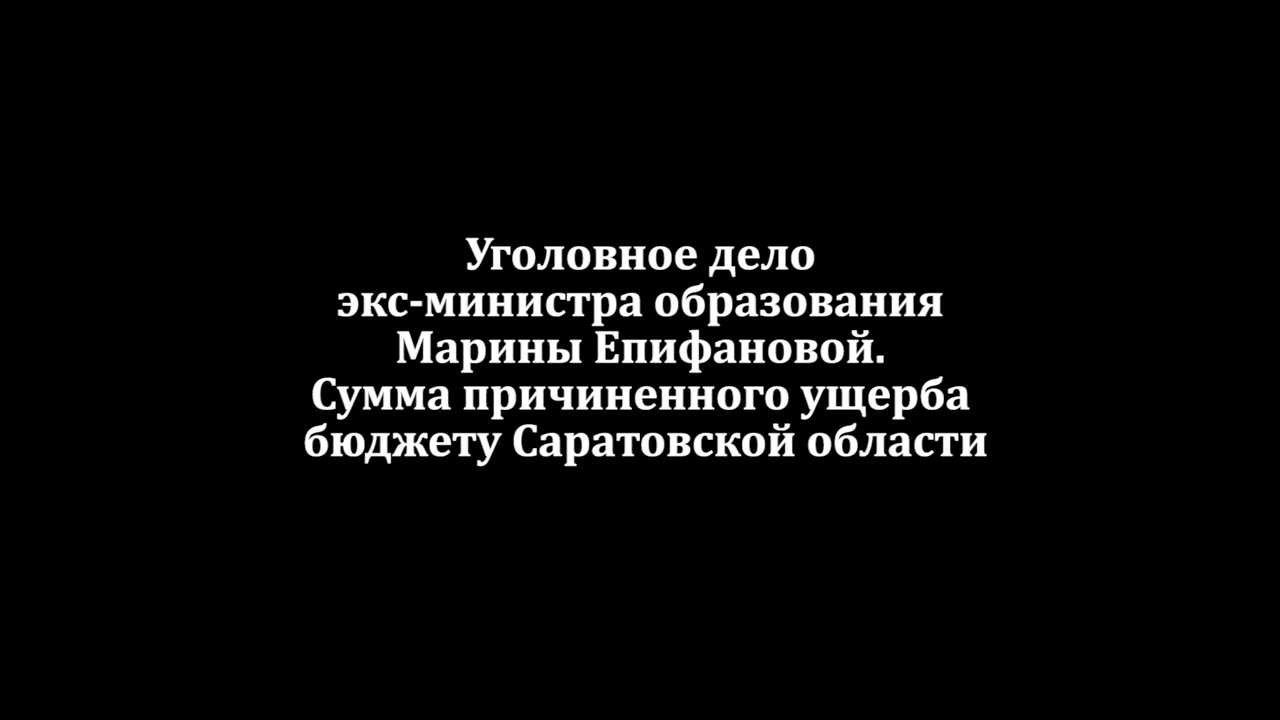 Уголовное дело
экс-министра образования
Марины Епифановой.
Сумма причиненного ущерба
бюджету Саратовской области